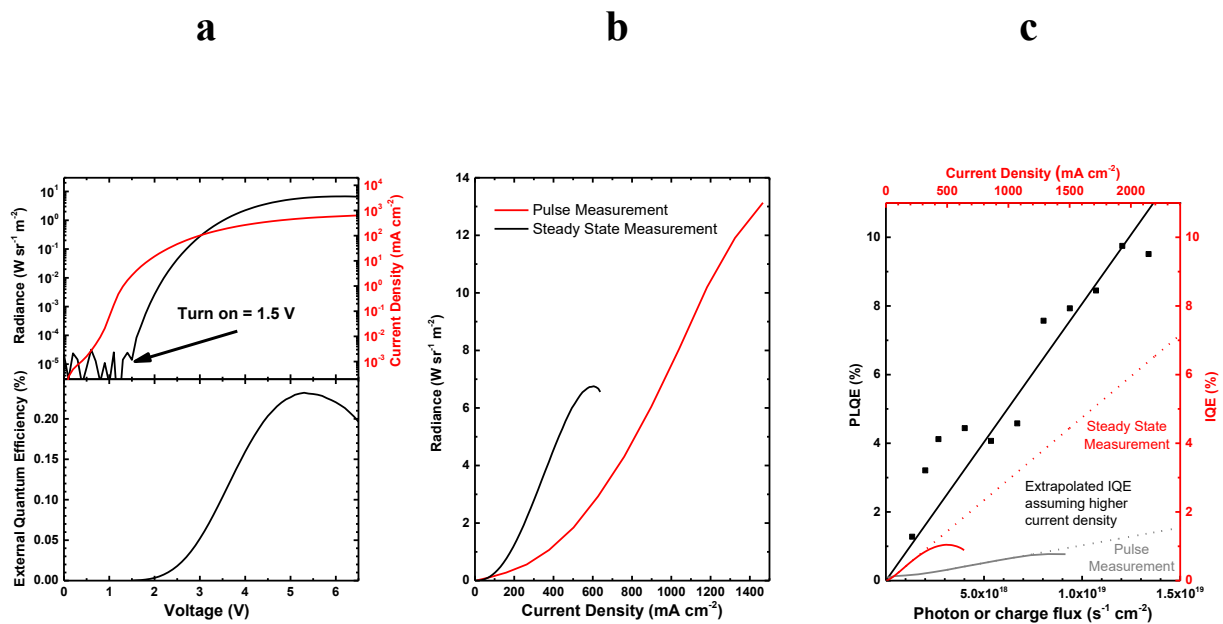 a
b
c
Radiance (W sr⁻¹ m⁻²)
10¹
10⁰
10⁻¹
10⁻²
10⁻³
10⁻⁴
10⁻⁵
10⁴
10³
10²
10¹
10⁰
10⁻¹
10⁻²
10⁻³
Current Density (mA cm⁻²)
Turn on = 1.5 V
External Quantum Efficiency (%)
0.20
0.15
0.10
0.05
0.00
0 1 2 3 4 5 6
Voltage (V)
Radiance (W sr⁻¹ m⁻²)
14
12
10
8
6
4
2
0
Pulse Measurement
Steady State Measurement
0 200 400 600 800 1000 1200 1400
Current Density (mA cm⁻²)
Current Density (mA cm⁻²)
0 500 1000 1500 2000
PLQE (%)
10
8
6
4
2
0
10
8
6
4
2
0
IQE (%)
Steady State
Measurement
Extrapolated IQE
assuming higher
current density
Pulse
Measurement
5.0x10¹⁸ 1.0x10¹⁹ 1.5x10¹⁹
Photon or charge flux (s⁻¹ cm⁻²)